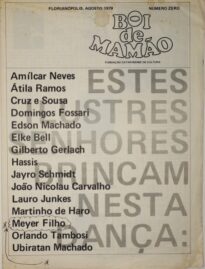 FLORIANÓPOLIS, AGOSTO 1979
NÚMERO ZERO
BOI
de
MAMÃO
FUNDAÇÃO CATARINENSE DE CULTURA
ESTES
ILUSTRES
SENHORES
BRINCAM
NESTA
DANÇA!
Amílcar Neves
Átila Ramos
Cruz e Sousa
Domingos Fossari
Edson Machado
Elke Bell
Gilberto Gerlach
Hassis
Jayro Schmidt
João Nicolau Carvalho
Lauro Junkes
Martinho de Haro
Meyer Filho
Orlando Tambosi
Ubiratan Machado